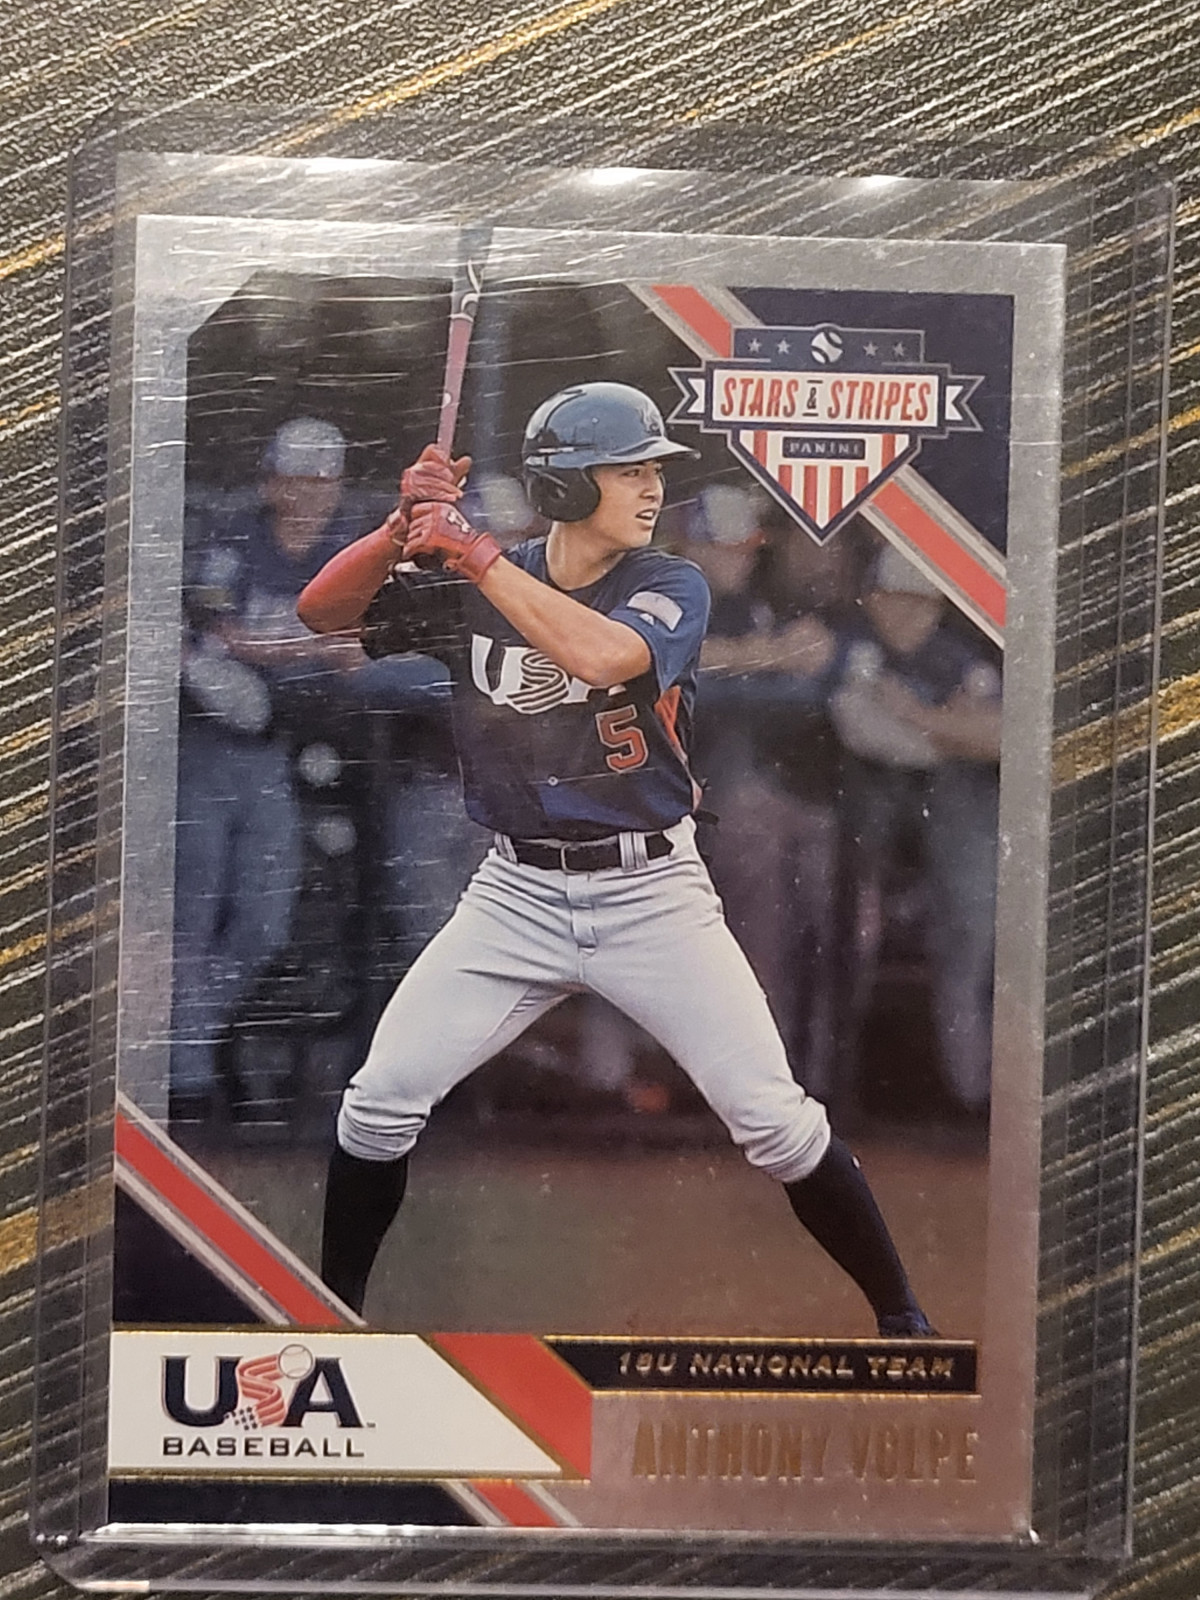 STARS & STRIPES
PANINI
USA
5
USA
BASEBALL
18U NATIONAL TEAM
ANTHONY VOLPE